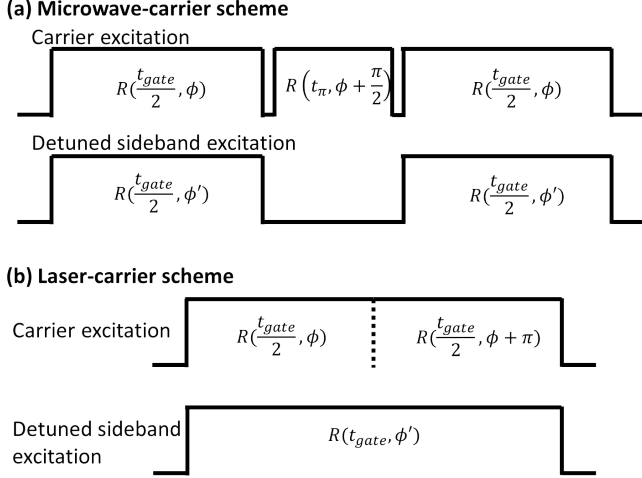 (a) Microwave-carrier scheme
Carrier excitation
R(t_gate/2, ϕ) R(t_π, ϕ + π/2) R(t_gate/2, ϕ)
Detuned sideband excitation
R(t_gate/2, ϕ′) R(t_gate/2, ϕ′)
(b) Laser-carrier scheme
Carrier excitation R(t_gate/2, ϕ) R(t_gate/2, ϕ + π)
Detuned sideband
excitation
R(t_gate, ϕ′)